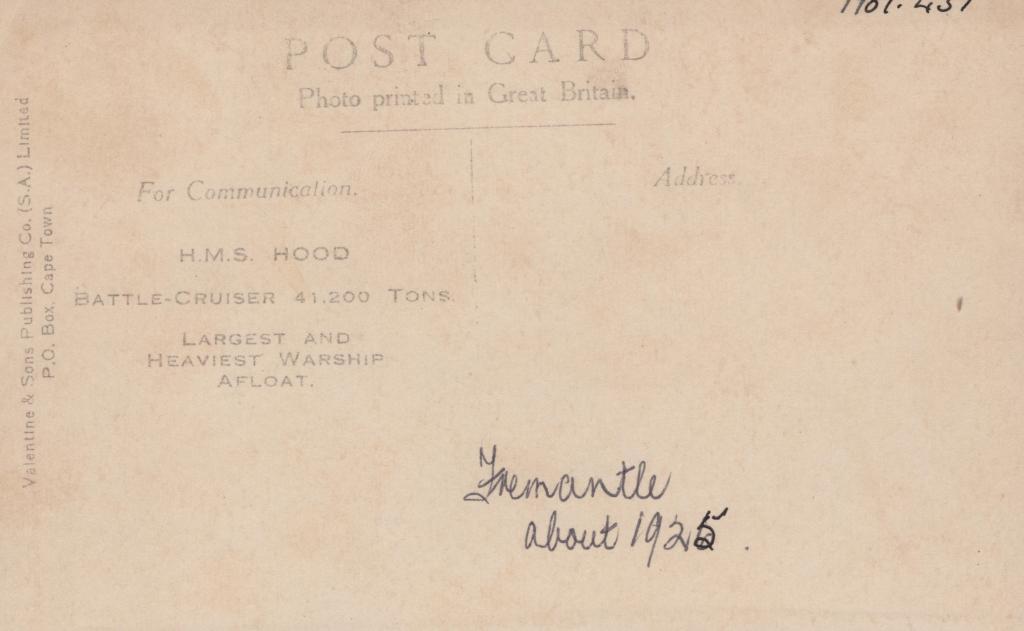 POST CARD
Photo printed in Great Britain.
For Communication.
Address.
H.M.S. HOOD
BATTLE-CRUISER 41.200 TONS.
LARGEST AND
HEAVIEST WARSHIP
AFLOAT.
Valentine & Sons Publishing Co. (S.A.) Limited
P.O. Box, Cape Town
Fremantle
about 1925.